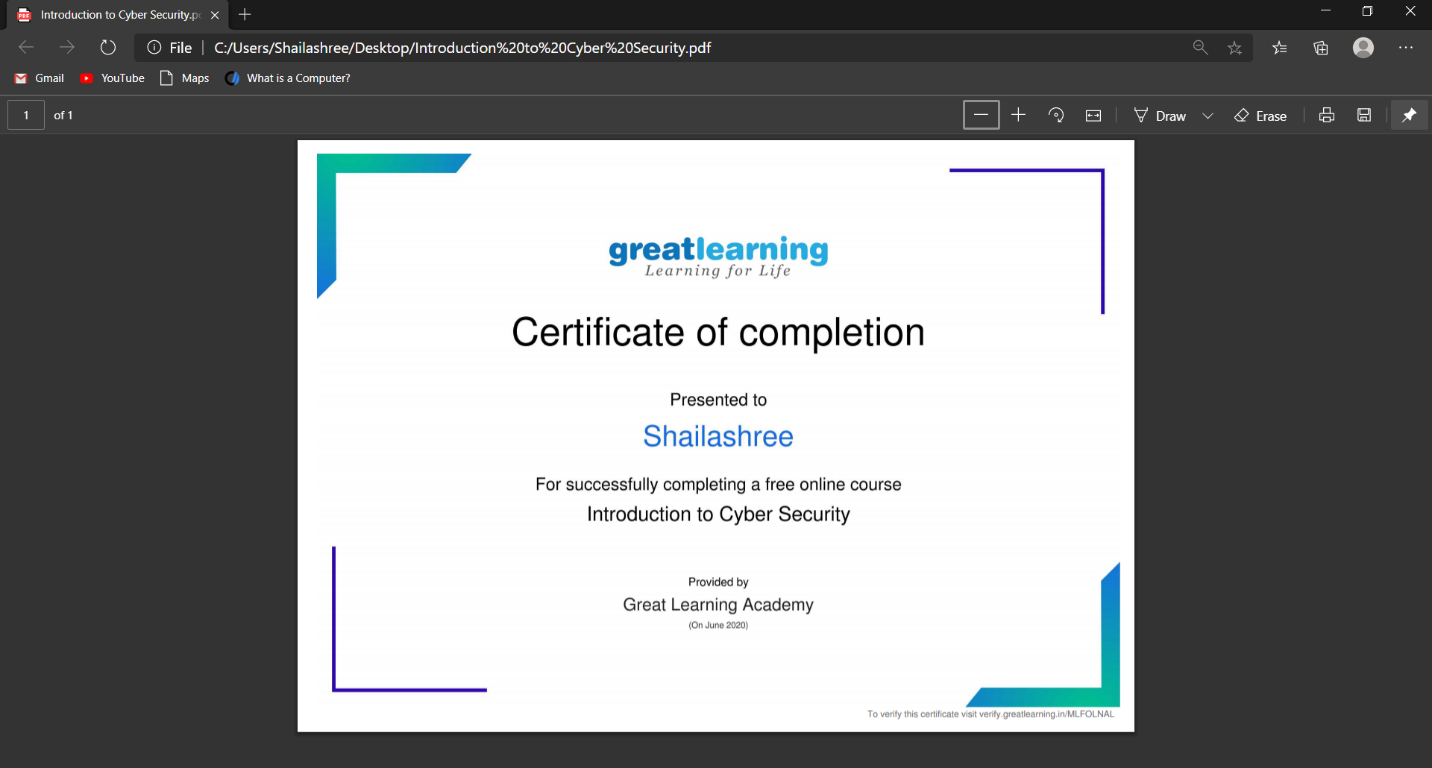 Introduction to Cyber Security.p
File | C:/Users/Shailashree/Desktop/Introduction%20to%20Cyber%20Security.pdf
Gmail YouTube Maps What is a Computer?
1 of 1 Draw Erase
greatlearning
Learning for Life
Certificate of completion
Presented to
Shailashree
For successfully completing a free online course
Introduction to Cyber Security
Provided by
Great Learning Academy
(On June 2020)
To verify this certificate visit verify.greatlearning.in/MLFOLNAL